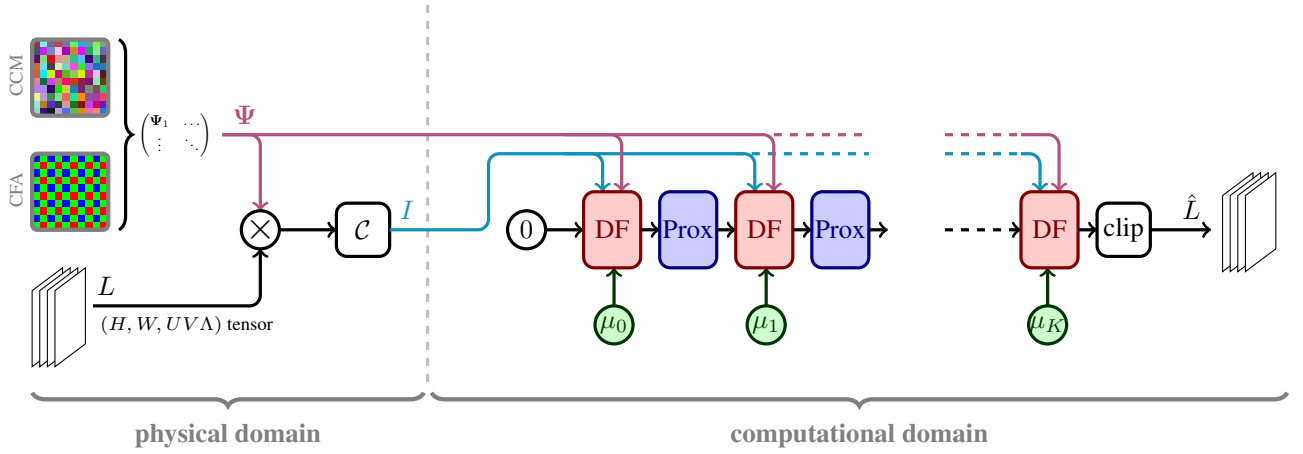 CCM
CFA
Ψ₁ …
⋮ ⋱
Ψ
×
C
I
L
(H, W, UVΛ) tensor
0
DF
Prox
DF
Prox
DF
clip
L̂
μ₀
μ₁
μ_K
physical domain
computational domain